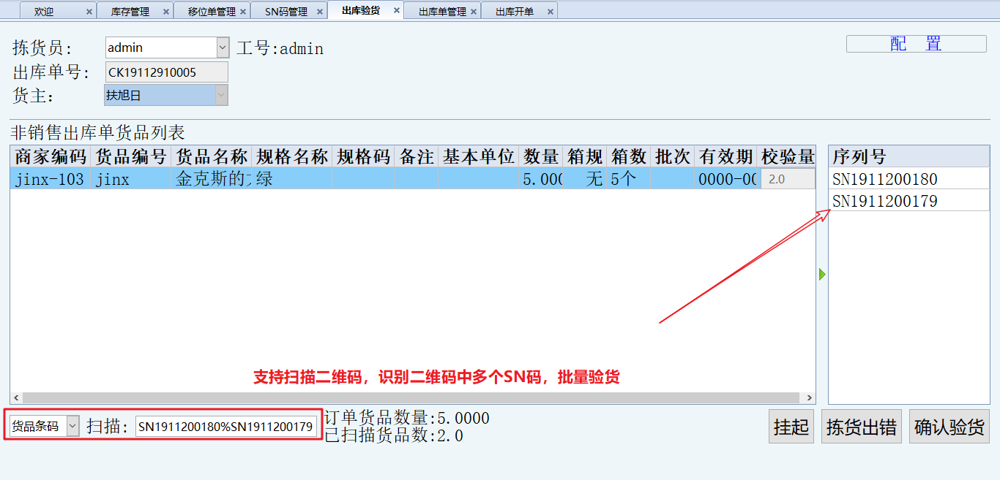 欢迎 库存管理 移位单管理 SN码管理 出库验货 出库单管理 出库开单
拣货员: admin 工号:admin 配 置
出库单号: CK19112910005
货主: 扶旭日
非销售出库单货品列表
商家编码 货品编号 货品名称 规格名称 规格码 备注 基本单位 数量 箱规 箱数 批次 有效期 校验量 序列号
jinx-103 jinx 金克斯的 绿 5.000 无 5个 0000-00 2.0 SN1911200180
SN1911200179
支持扫描二维码，识别二维码中多个SN码，批量验货
货品条码 扫描: SN1911200180%SN1911200179 订单货品数量:5.0000
已扫描货品数:2.0
挂起 拣货出错 确认验货